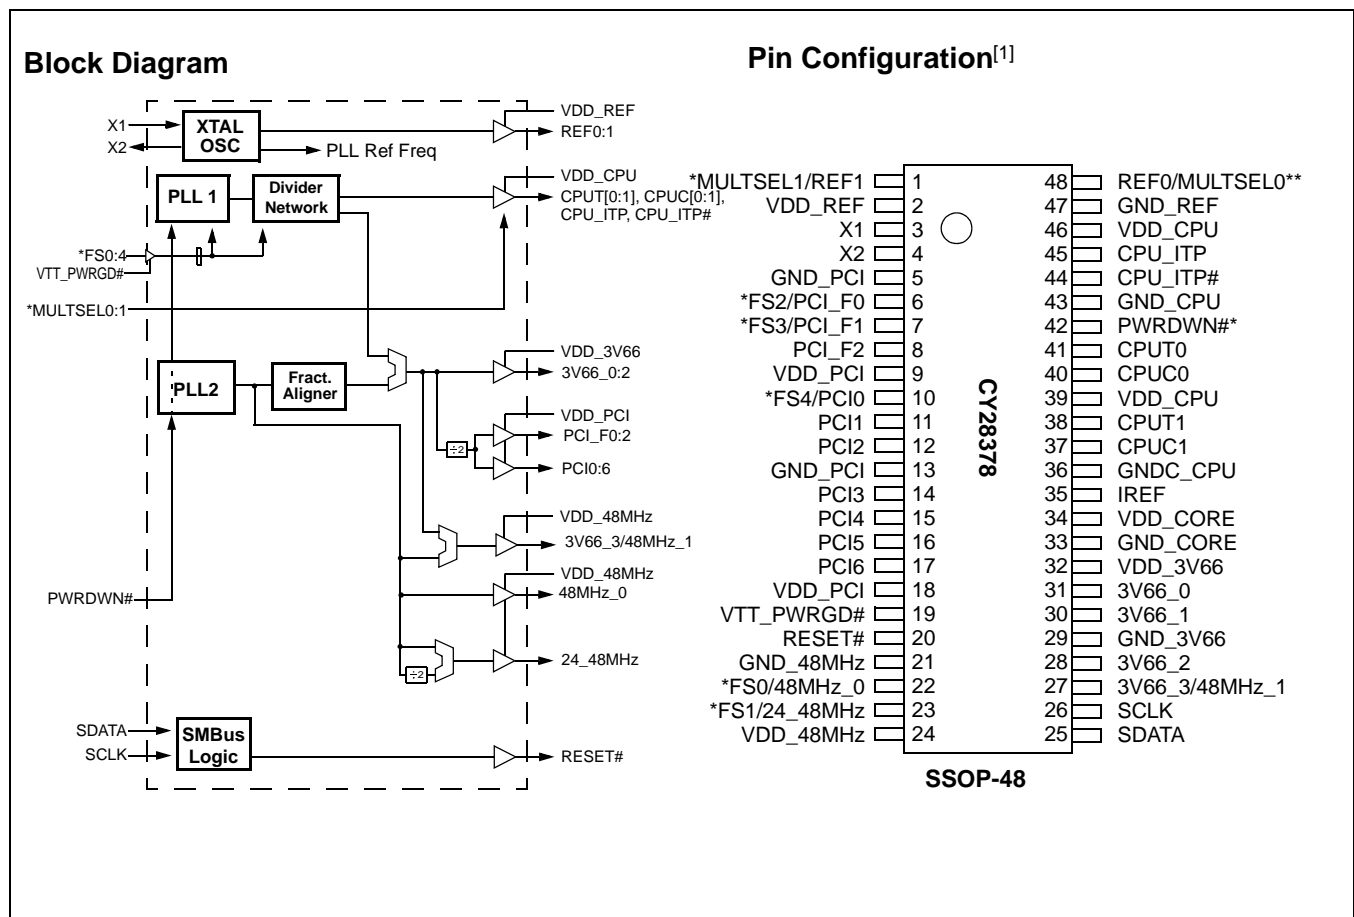 Block Diagram
VDD_REF
X1
XTAL
OSC
REF0:1
X2
PLL Ref Freq
VDD_CPU
PLL 1
Divider
Network
CPUT[0:1], CPUC[0:1],
CPU_ITP, CPU_ITP#
*FS0:4
VTT_PWRGD#
*MULTSEL0:1
VDD_3V66
PLL2
Fract.
Aligner
3V66_0:2
VDD_PCI
PCI_F0:2
÷2
PCI0:6
VDD_48MHz
3V66_3/48MHz_1
VDD_48MHz
PWRDWN#
48MHz_0
24_48MHz
÷2
SDATA
SCLK
SMBus
Logic
RESET#
Pin Configuration[1]
*MULTSEL1/REF1 1
VDD_REF 2
X1 3
X2 4
GND_PCI 5
*FS2/PCI_F0 6
*FS3/PCI_F1 7
PCI_F2 8
VDD_PCI 9
*FS4/PCI0 10
PCI1 11
PCI2 12
GND_PCI 13
PCI3 14
PCI4 15
PCI5 16
PCI6 17
VDD_PCI 18
VTT_PWRGD# 19
RESET# 20
GND_48MHz 21
*FS0/48MHz_0 22
*FS1/24_48MHz 23
VDD_48MHz 24
CY28378
48 REF0/MULTSEL0**
47 GND_REF
46 VDD_CPU
45 CPU_ITP
44 CPU_ITP#
43 GND_CPU
42 PWRDWN#*
41 CPUT0
40 CPUC0
39 VDD_CPU
38 CPUT1
37 CPUC1
36 GNDC_CPU
35 IREF
34 VDD_CORE
33 GND_CORE
32 VDD_3V66
31 3V66_0
30 3V66_1
29 GND_3V66
28 3V66_2
27 3V66_3/48MHz_1
26 SCLK
25 SDATA
SSOP-48